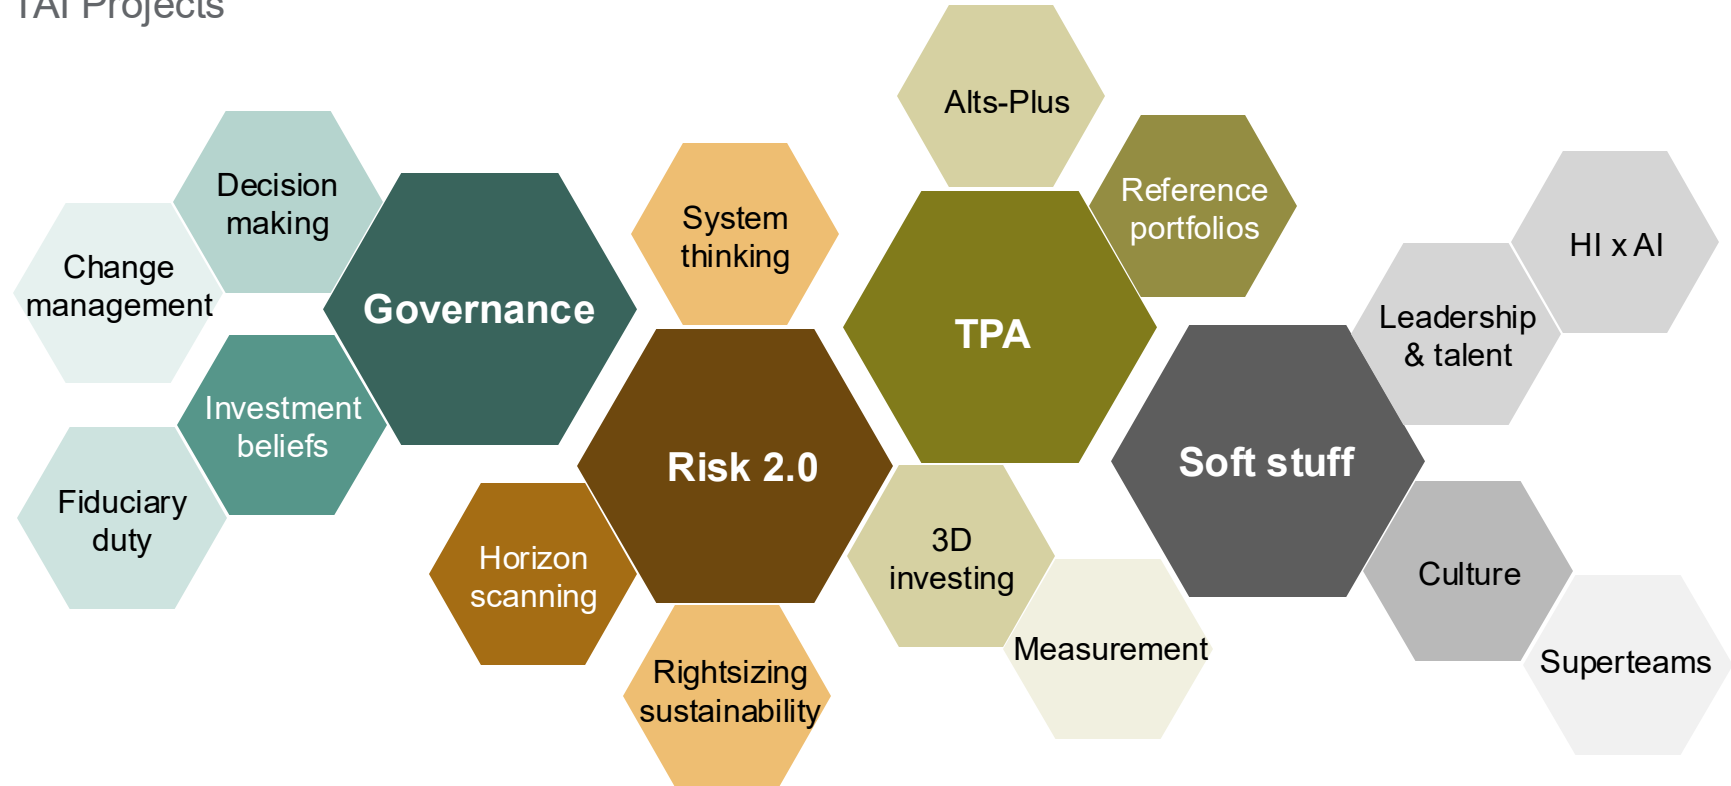 TAI Projects
Alts-Plus
Decision
making
Reference
portfolios
System
thinking
HI x AI
Change
management
Governance
TPA
Leadership
& talent
Investment
beliefs
Risk 2.0
Soft stuff
Fiduciary
duty
Horizon
scanning
3D
investing
Culture
Measurement
Rightsizing
sustainability
Superteams